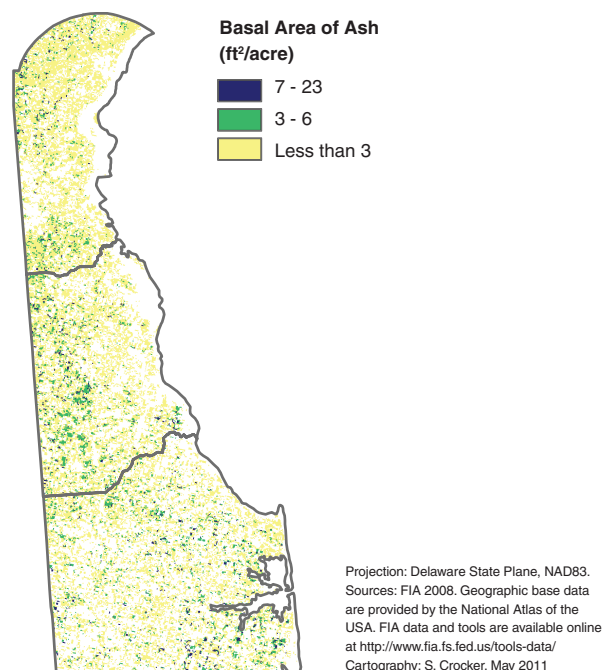 Basal Area of Ash
(ft²/acre)
7 - 23
3 - 6
Less than 3
Projection: Delaware State Plane, NAD83.
Sources: FIA 2008. Geographic base data
are provided by the National Atlas of the
USA. FIA data and tools are available online
at http://www.fia.fs.fed.us/tools-data/
Cartography: S. Crocker. May 2011